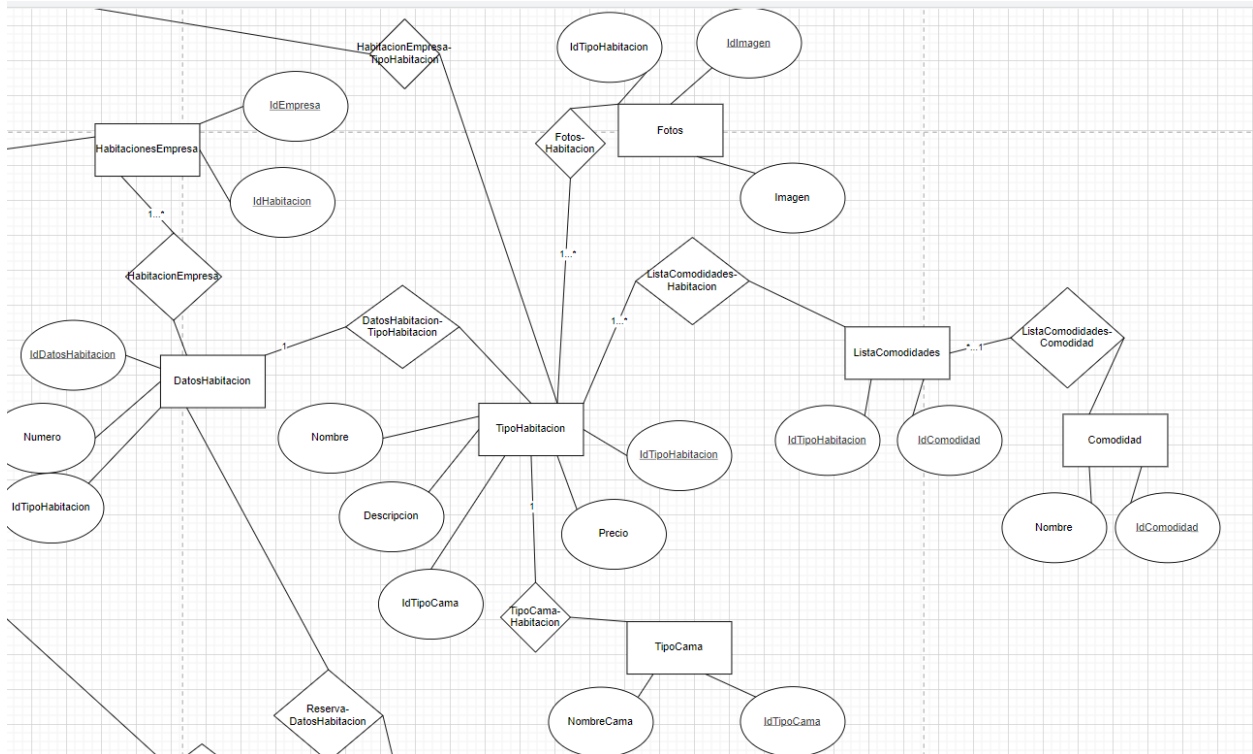 HabitacionEmpresa-
TipoHabitacion
IdTipoHabitacion
IdImagen
IdEmpresa
Fotos
HabitacionesEmpresa
Fotos-
Habitacion
IdHabitacion
Imagen
1...*
1...*
HabitacionEmpresa
ListaComodidades-
Habitacion
DatosHabitacion-
TipoHabitacion
1...*
ListaComodidades-
Comodidad
1
*...1
ListaComodidades
IdDatosHabitacion
DatosHabitacion
Numero
Nombre
TipoHabitacion
IdTipoHabitacion
IdTipoHabitacion
IdComodidad
Comodidad
IdTipoHabitacion
Descripcion
1
Precio
Nombre
IdComodidad
IdTipoCama
TipoCama-
Habitacion
TipoCama
Reserva-
DatosHabitacion
NombreCama
IdTipoCama